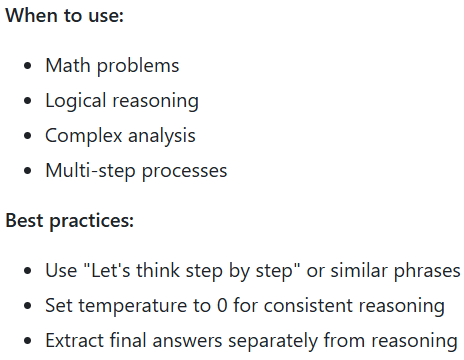 When to use:
• Math problems
• Logical reasoning
• Complex analysis
• Multi-step processes
Best practices:
• Use "Let's think step by step" or similar phrases
• Set temperature to 0 for consistent reasoning
• Extract final answers separately from reasoning